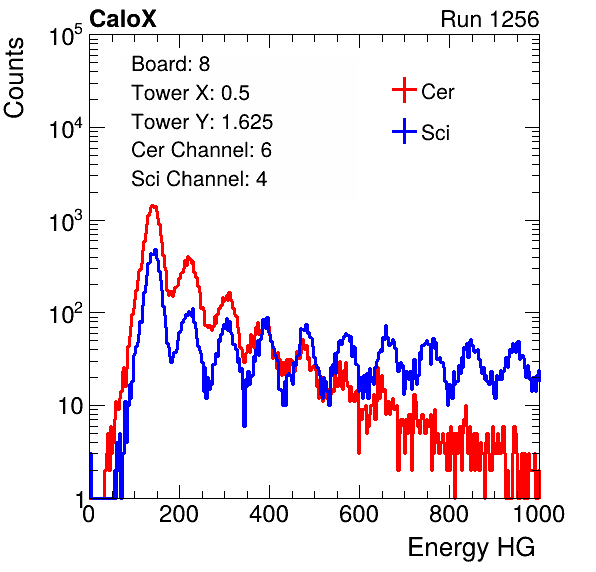 CaloX Run 1256
Counts
Board: 8
Tower X: 0.5
Tower Y: 1.625
Cer Channel: 6
Sci Channel: 4
Cer
Sci
10^5
10^4
10^3
10^2
10
1
0 200 400 600 800 1000
Energy HG